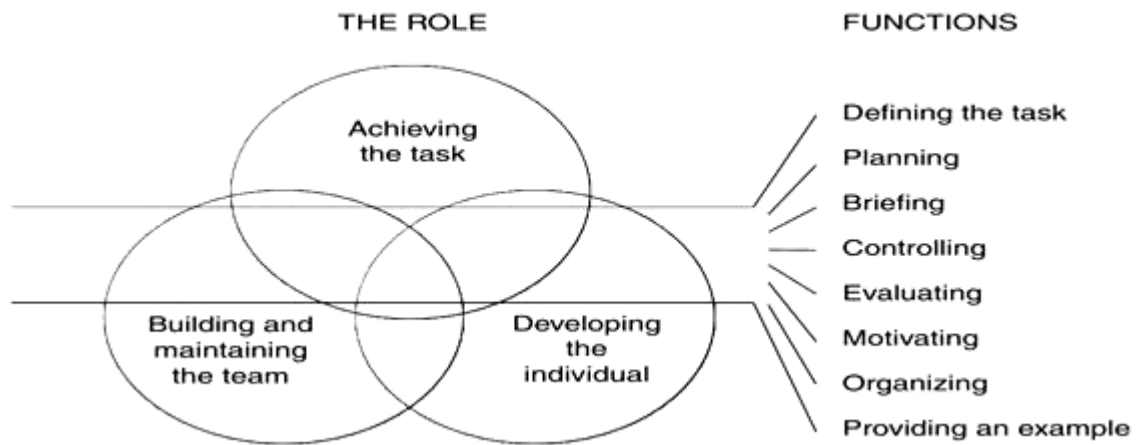 THE ROLE
FUNCTIONS
Achieving
the task
Building and
maintaining
the team
Developing
the
individual
Defining the task
Planning
Briefing
Controlling
Evaluating
Motivating
Organizing
Providing an example